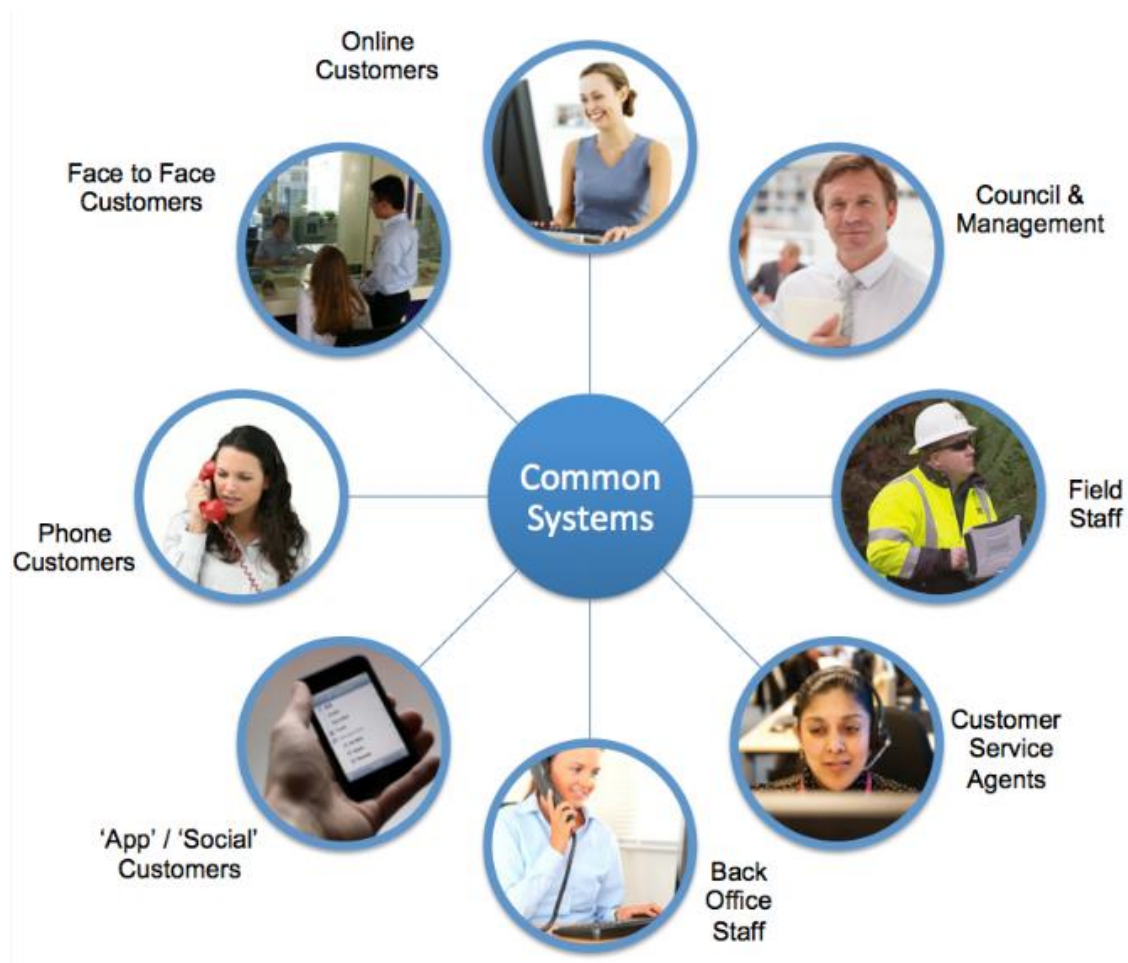 Online
Customers
Face to Face
Customers
Council &
Management
Common
Systems
Field
Staff
Phone
Customers
Customer
Service
Agents
'App' / 'Social'
Customers
Back
Office
Staff